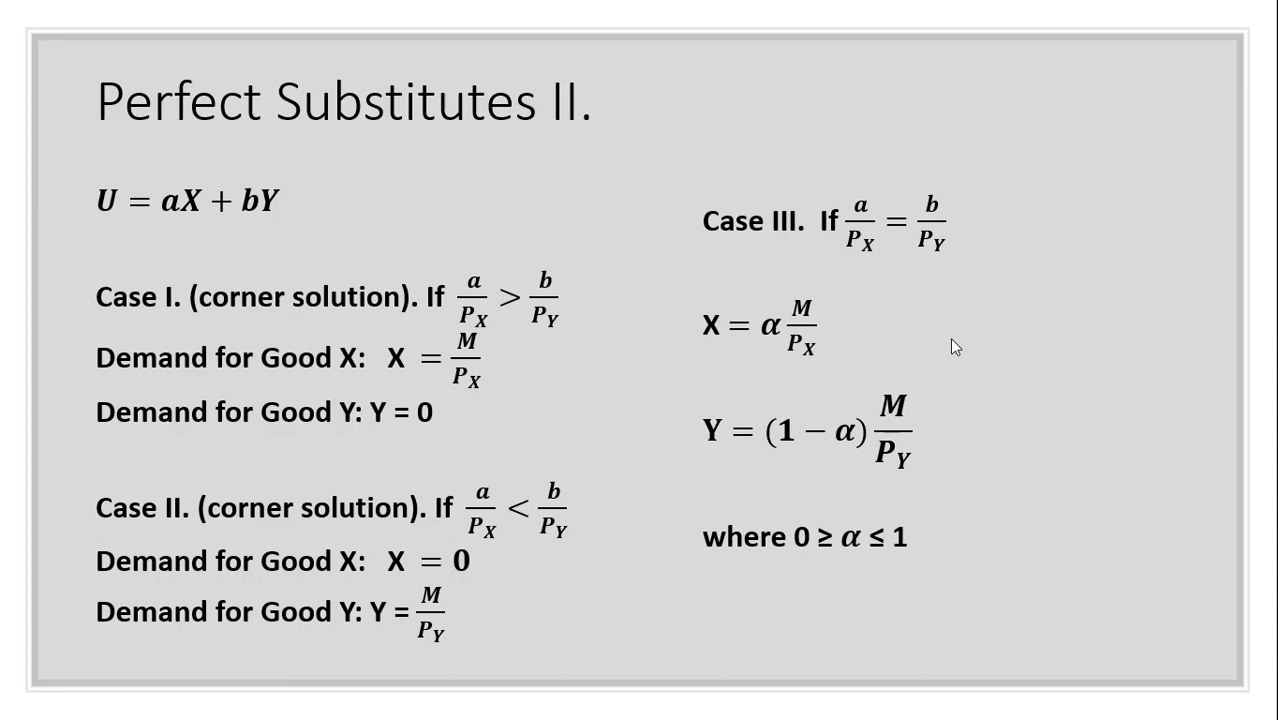 Perfect Substitutes II.
U = aX + bY
Case I. (corner solution). If a/P_X > b/P_Y
Demand for Good X: X = M/P_X
Demand for Good Y: Y = 0
Case II. (corner solution). If a/P_X < b/P_Y
Demand for Good X: X = 0
Demand for Good Y: Y = M/P_Y
Case III. If a/P_X = b/P_Y
X = α M/P_X
Y = (1 − α) M/P_Y
where 0 ≥ α ≤ 1